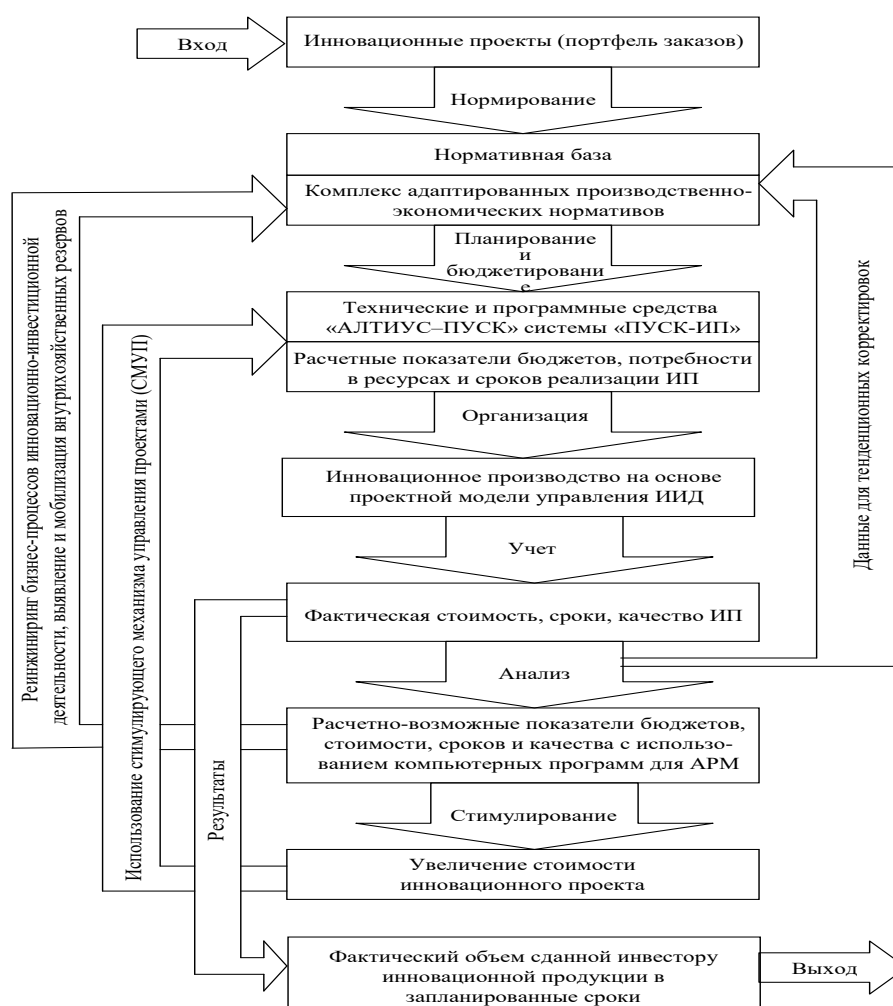 Вход
Инновационные проекты (портфель заказов)
Нормирование
Нормативная база
Комплекс адаптированных производственно-
экономических нормативов
Планирование
и
бюджетировани
е
Технические и программные средства
«АЛТИУС–ПУСК» системы «ПУСК-ИП»
Расчетные показатели бюджетов, потребности
в ресурсах и сроков реализации ИП
Организация
Инновационное производство на основе
проектной модели управления ИИД
Учет
Фактическая стоимость, сроки, качество ИП
Анализ
Расчетно-возможные показатели бюджетов,
стоимости, сроков и качества с использо-
ванием компьютерных программ для АРМ
Стимулирование
Увеличение стоимости
инновационного проекта
Фактический объем сданной инвестору
инновационной продукции в
запланированные сроки
Выход
Реинжиниринг бизнес-процессов инновационно-инвестиционной
деятельности, выявление и мобилизация внутрихозяйственных резервов
Использование стимулирующего механизма управления проектами (СМУП)
Результаты
Данные для тенденционных корректировок